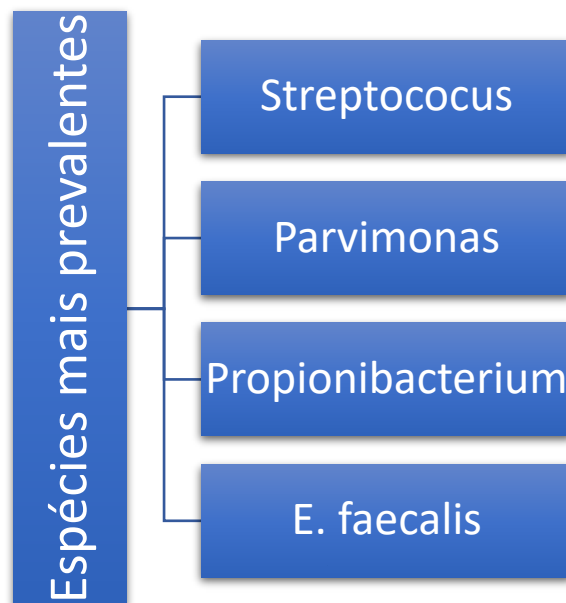 Espécies mais prevalentes
Streptococus
Parvimonas
Propionibacterium
E. faecalis